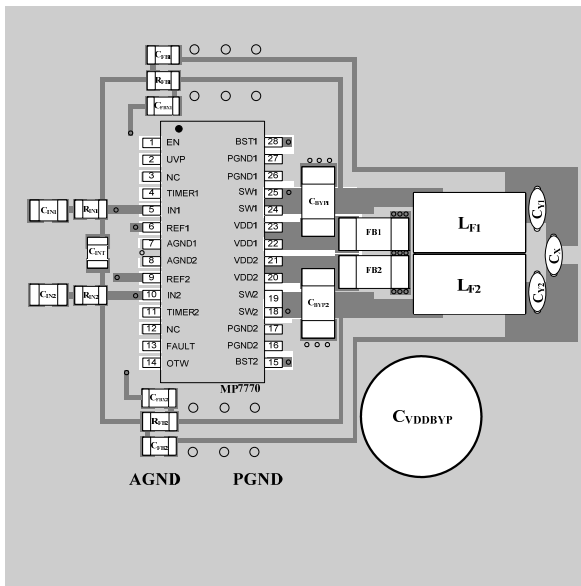 CFB1
RFB1
CFBX1
1 EN BST1 28
2 UVP PGND1 27
3 NC PGND1 26
4 TIMER1 SW1 25
5 IN1 SW1 24
6 REF1 VDD1 23
7 AGND1 VDD1 22
8 AGND2 VDD2 21
9 REF2 VDD2 20
10 IN2 SW2 19
11 TIMER2 SW2 18
12 NC PGND2 17
13 FAULT PGND2 16
14 OTW BST2 15
MP7770
CIN1
RIN1
CINT
CIN2
RIN2
CBYP1
FB1
FB2
CBYP2
LF1
LF2
CY1
CX
CY2
CFBX2
RFB2
CFB2
CVDDBYP
AGND PGND